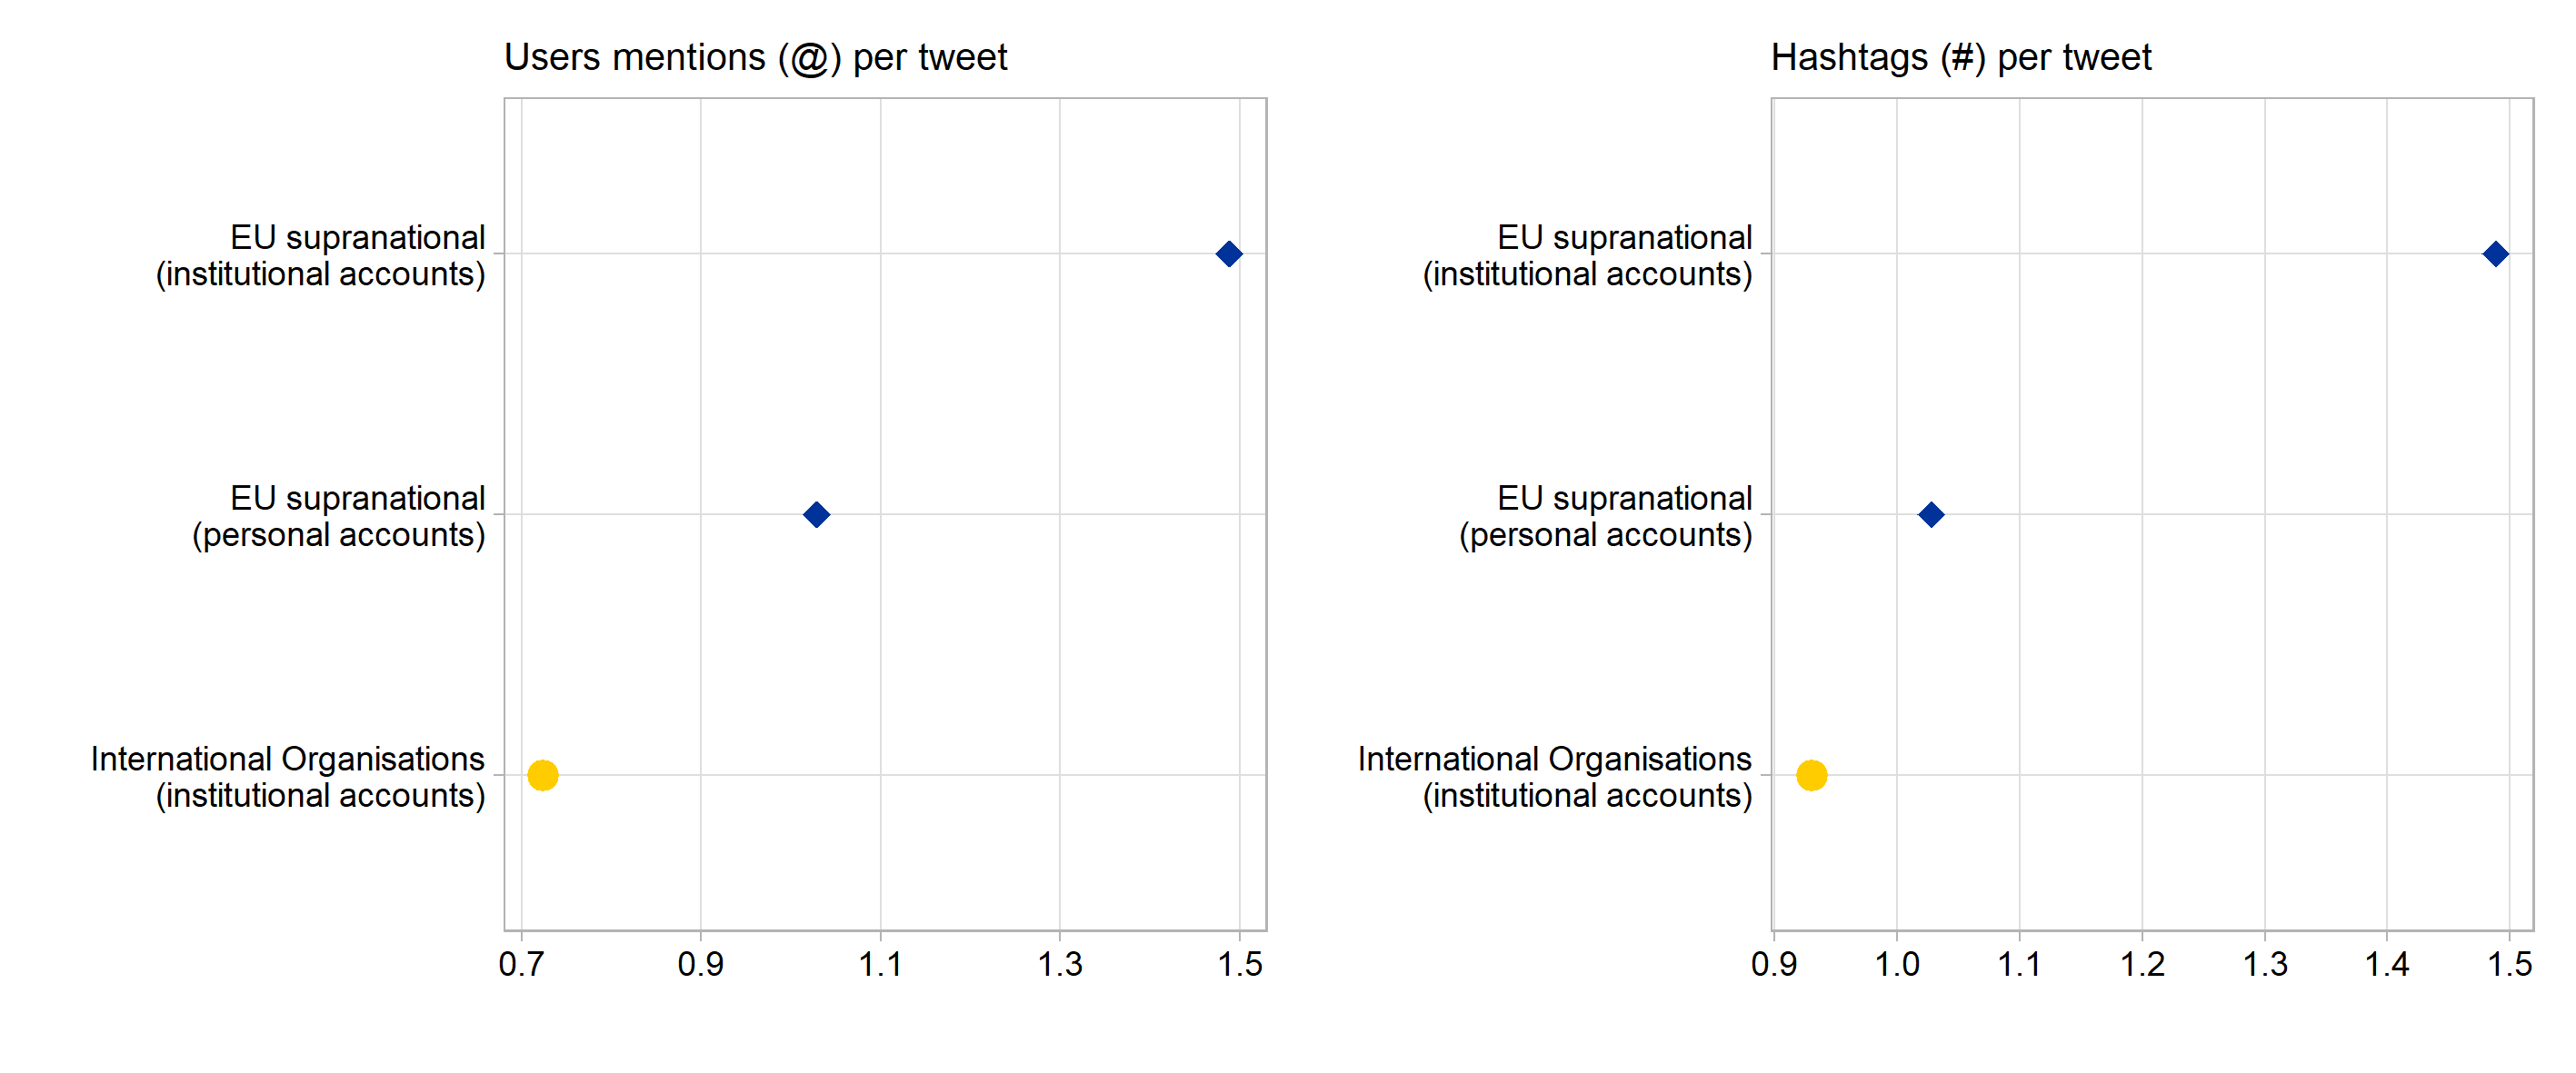 Users mentions (@) per tweet
EU supranational
(institutional accounts)
EU supranational
(personal accounts)
International Organisations
(institutional accounts)
0.7 0.9 1.1 1.3 1.5
Hashtags (#) per tweet
EU supranational
(institutional accounts)
EU supranational
(personal accounts)
International Organisations
(institutional accounts)
0.9 1.0 1.1 1.2 1.3 1.4 1.5